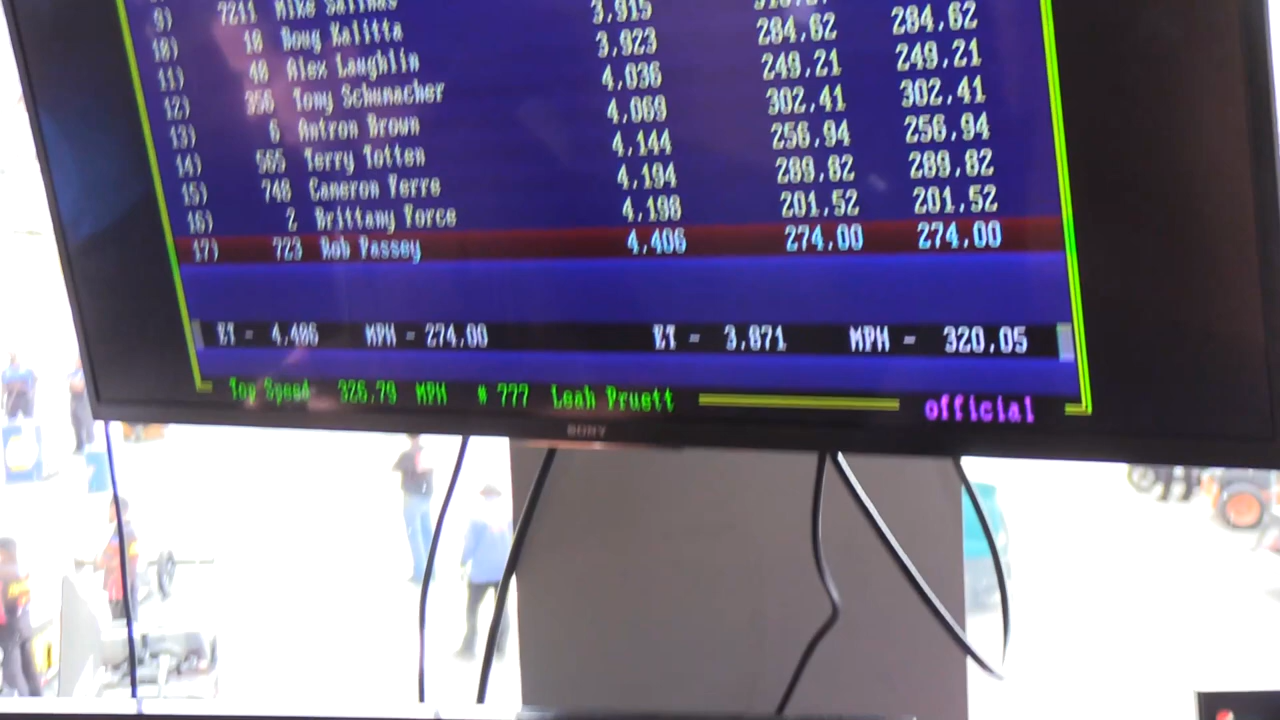 9) 7211 Mike Salinas
10) 10 Doug Kalitta 3.915
11) 40 Alex Laughlin 3.923 284.62 284.62
12) 356 Tony Schumacher 4.036 249.21 249.21
13) 6 Antron Brown 4.069 302.41 302.41
14) 565 Terry Totten 4.144 256.94 256.94
15) 748 Cameron Ferre 4.194 289.82 289.82
16) 2 Brittany Force 4.198 201.52 201.52
17) 723 Rob Passey 4.406 274.00 274.00
ET = 4.406 MPH = 274.00 ET = 3.871 MPH = 320.05
Top Speed 326.79 MPH # 777 Leah Pruett official
SONY